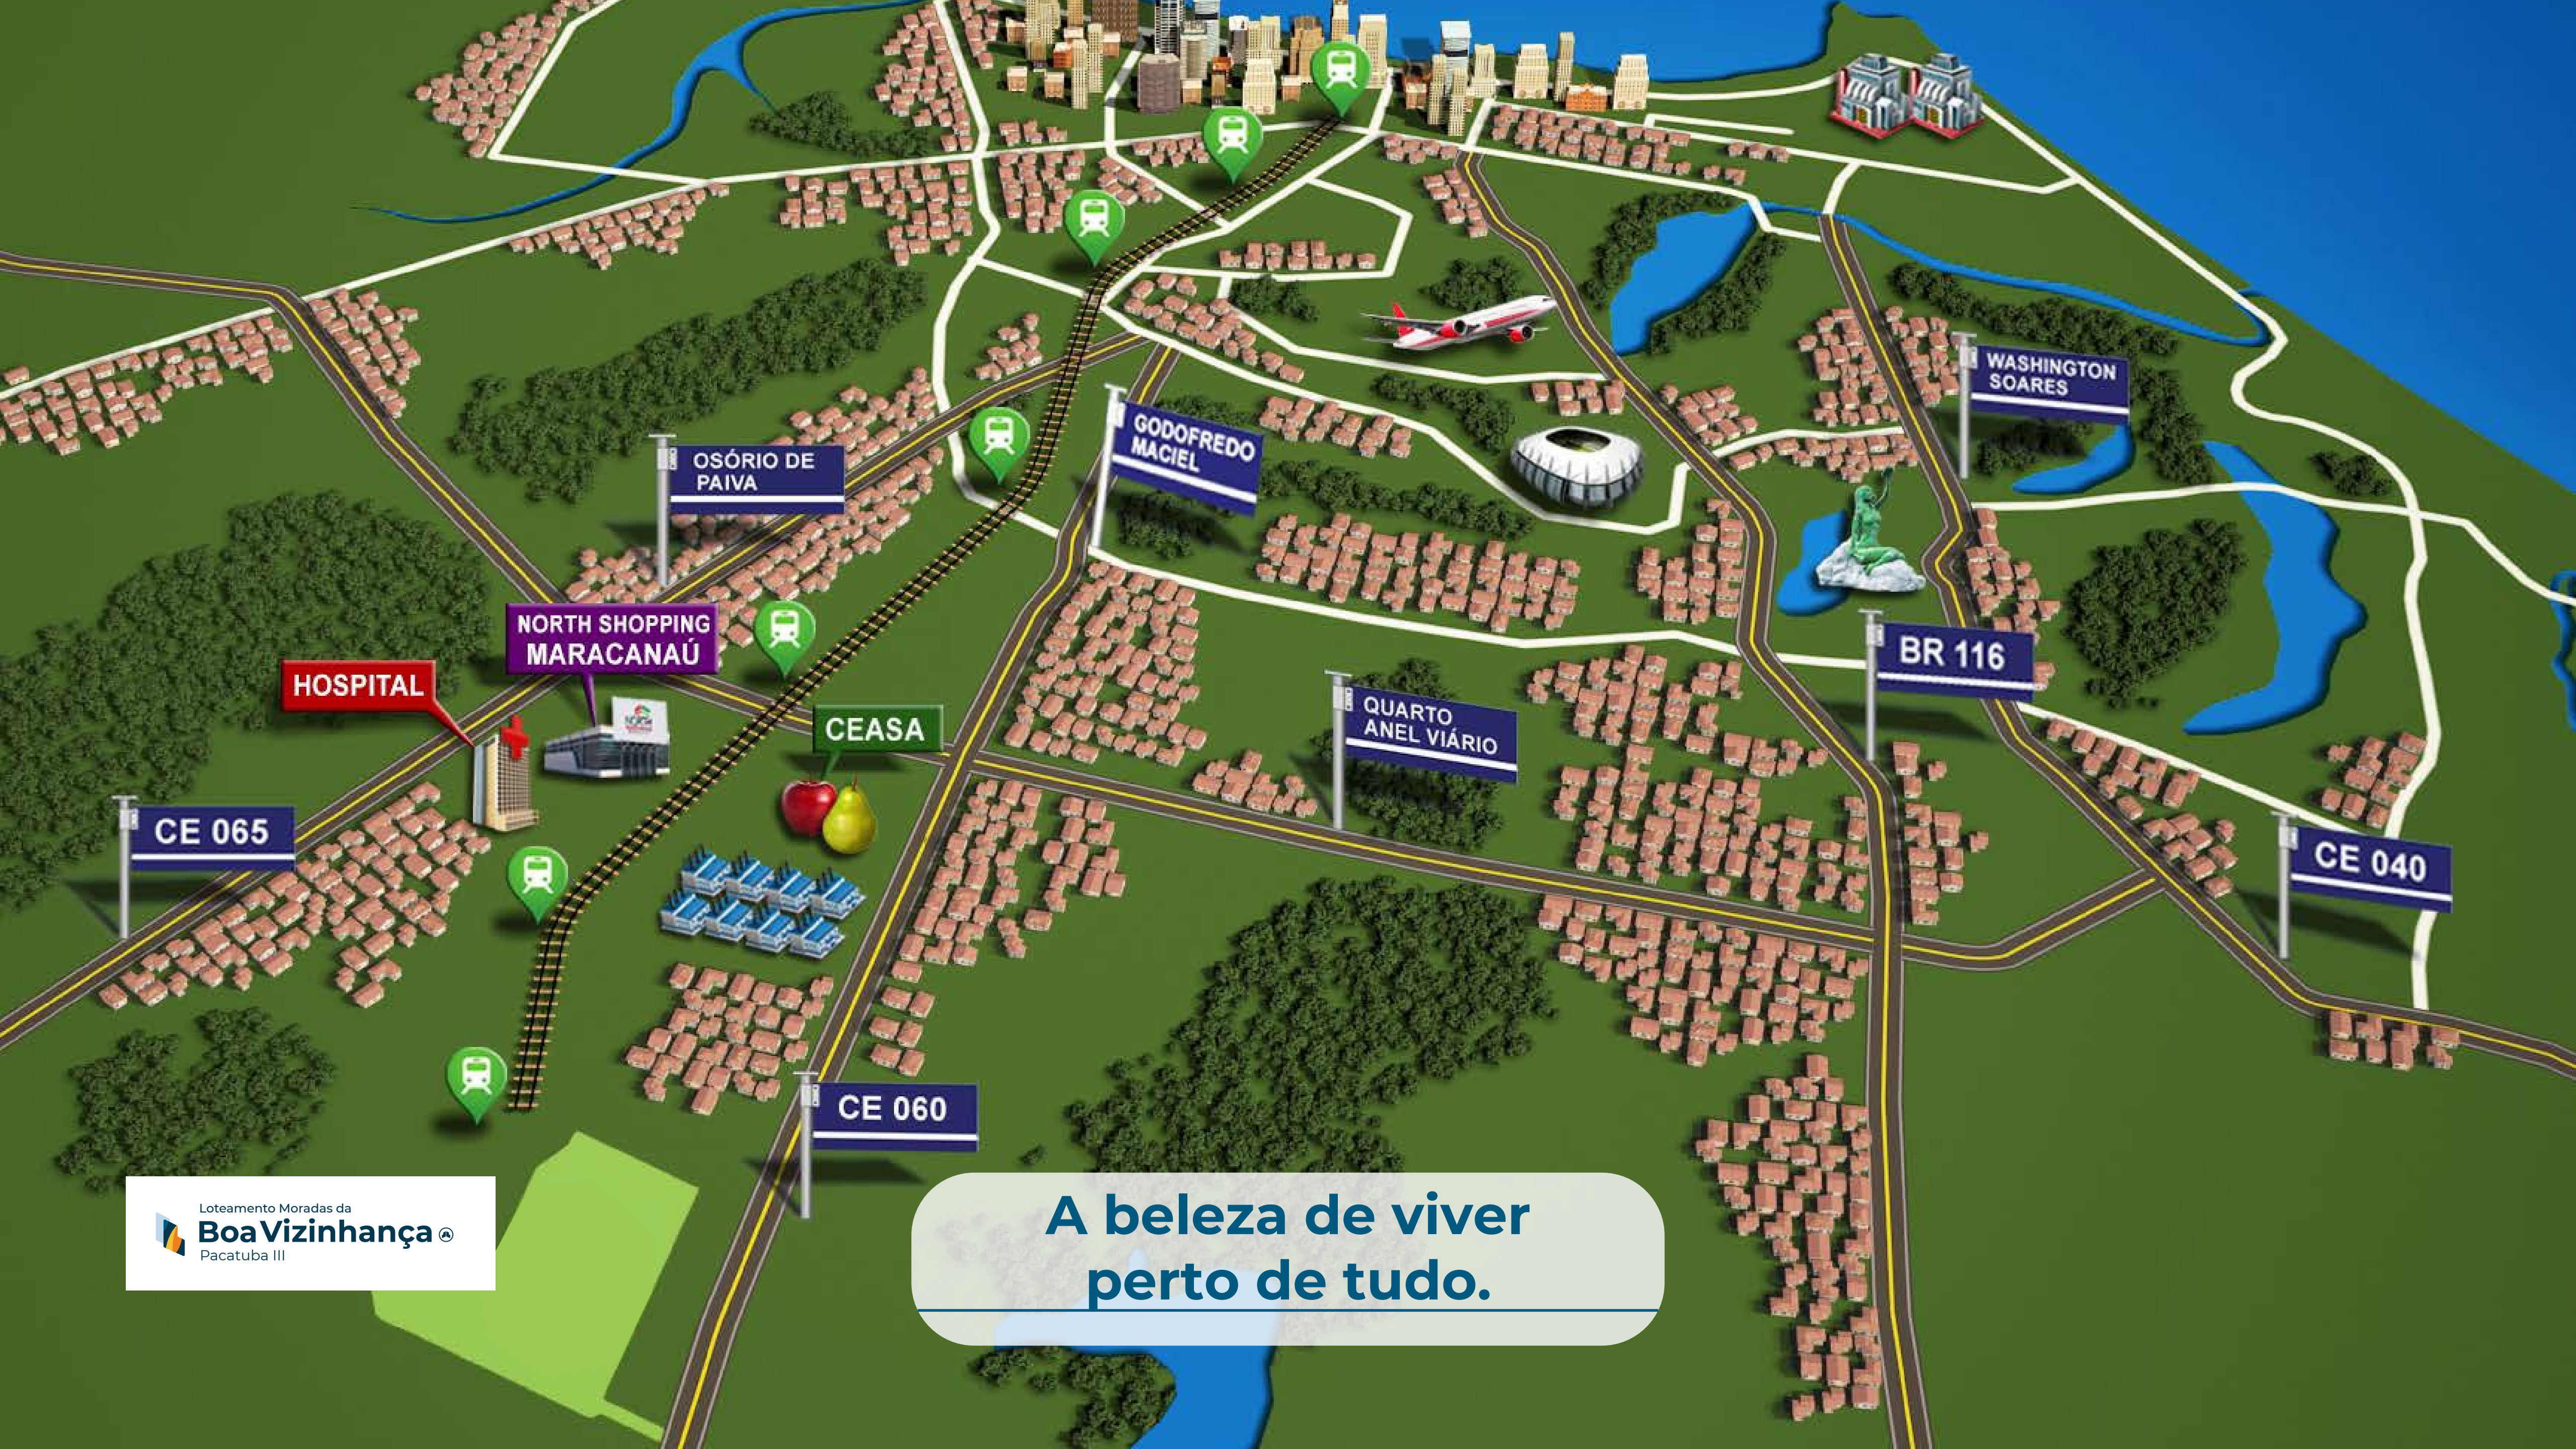 WASHINGTON
SOARES
GODOFREDO
MACIEL
OSÓRIO DE
PAIVA
NORTH SHOPPING
MARACANAÚ
BR 116
HOSPITAL
QUARTO
ANEL VIÁRIO
CEASA
CE 065
CE 040
CE 060
Loteamento Moradas da
Boa Vizinhança
Pacatuba III
A beleza de viver
perto de tudo.